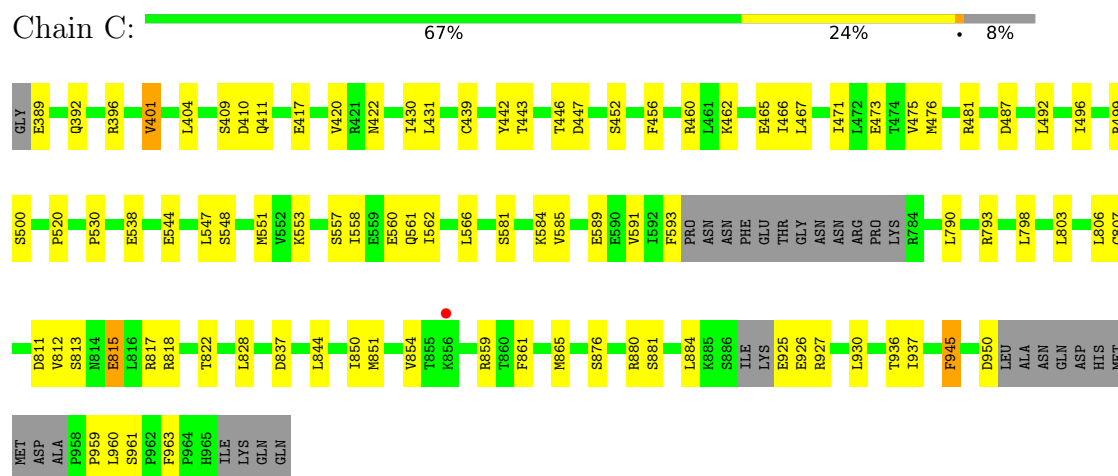 Chain C:
67% 24% • 8%
GLY E389 Q392 R396 V401 L404 S409 D410 Q411 E417 V420 R421 N422 I430 L431 C439 Y442 T443 T446 D447 S452 F456 R460 L461 K462 E465 I466 L467 I471 L472 E473 T474 V475 M476 R481 D487 L492 I496 R499
S500 P520 P530 E538 E544 L547 S548 M551 V552 K553 S557 I558 E559 E560 Q561 I562 L566 S581 K584 V585 E589 E590 V591 I592 F593 PRO ASN ASN PHE GLU THR GLY ASN ASN ARG PRO LYS R784 L790 R793 L798 L803 L806 C807
D811 V812 S813 N814 E815 L816 R817 R818 T822 L828 D837 L844 I850 M851 V854 T855 K856 R859 T860 F861 M865 S876 R880 S881 L884 K885 S886 ILE LYS E925 E926 R927 L930 T936 I937 F945 D950 LEU ALA ASN GLN ASP HIS MET
MET ASP ALA P958 P959 L960 S961 P962 F963 P964 H965 ILE LYS GLN GLN